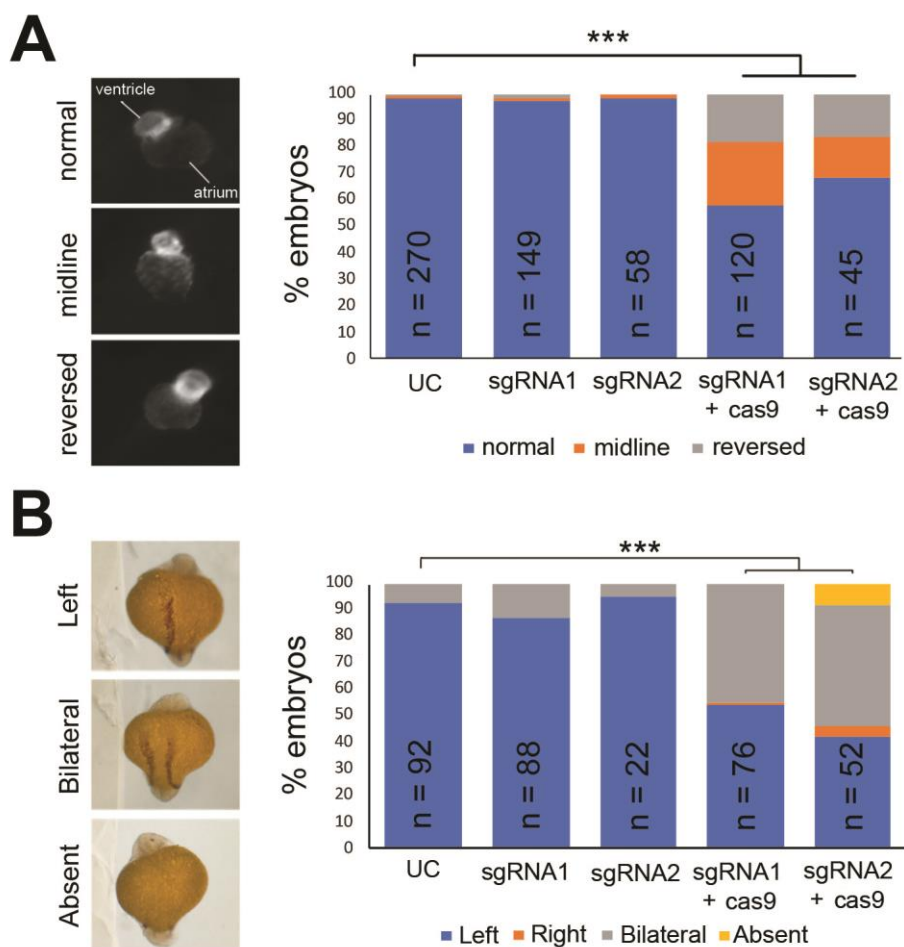 A
normal
ventricle
atrium
midline
reversed
***
% embryos
100
90
80
70
60
50
40
30
20
10
0
n = 270
n = 149
n = 58
n = 120
n = 45
UC
sgRNA1
sgRNA2
sgRNA1
+ cas9
sgRNA2
+ cas9
normal midline reversed
B
Left
Bilateral
Absent
***
% embryos
100
90
80
70
60
50
40
30
20
10
0
n = 92
n = 88
n = 22
n = 76
n = 52
UC
sgRNA1
sgRNA2
sgRNA1
+ cas9
sgRNA2
+ cas9
Left Right Bilateral Absent